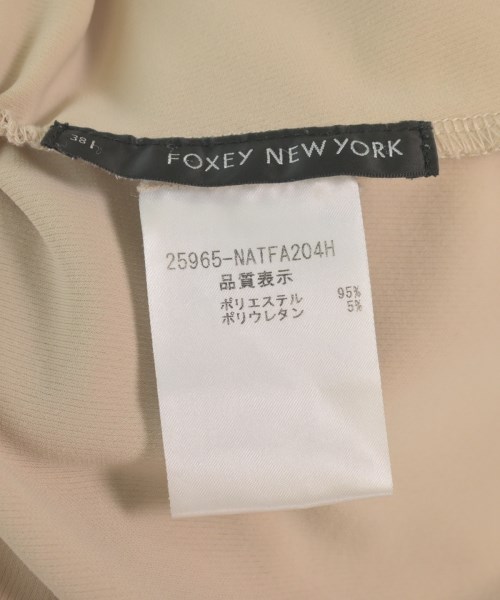 38
FOXEY NEW YORK
25965-NATFA204H
品質表示
ポリエステル 95%
ポリウレタン 5%